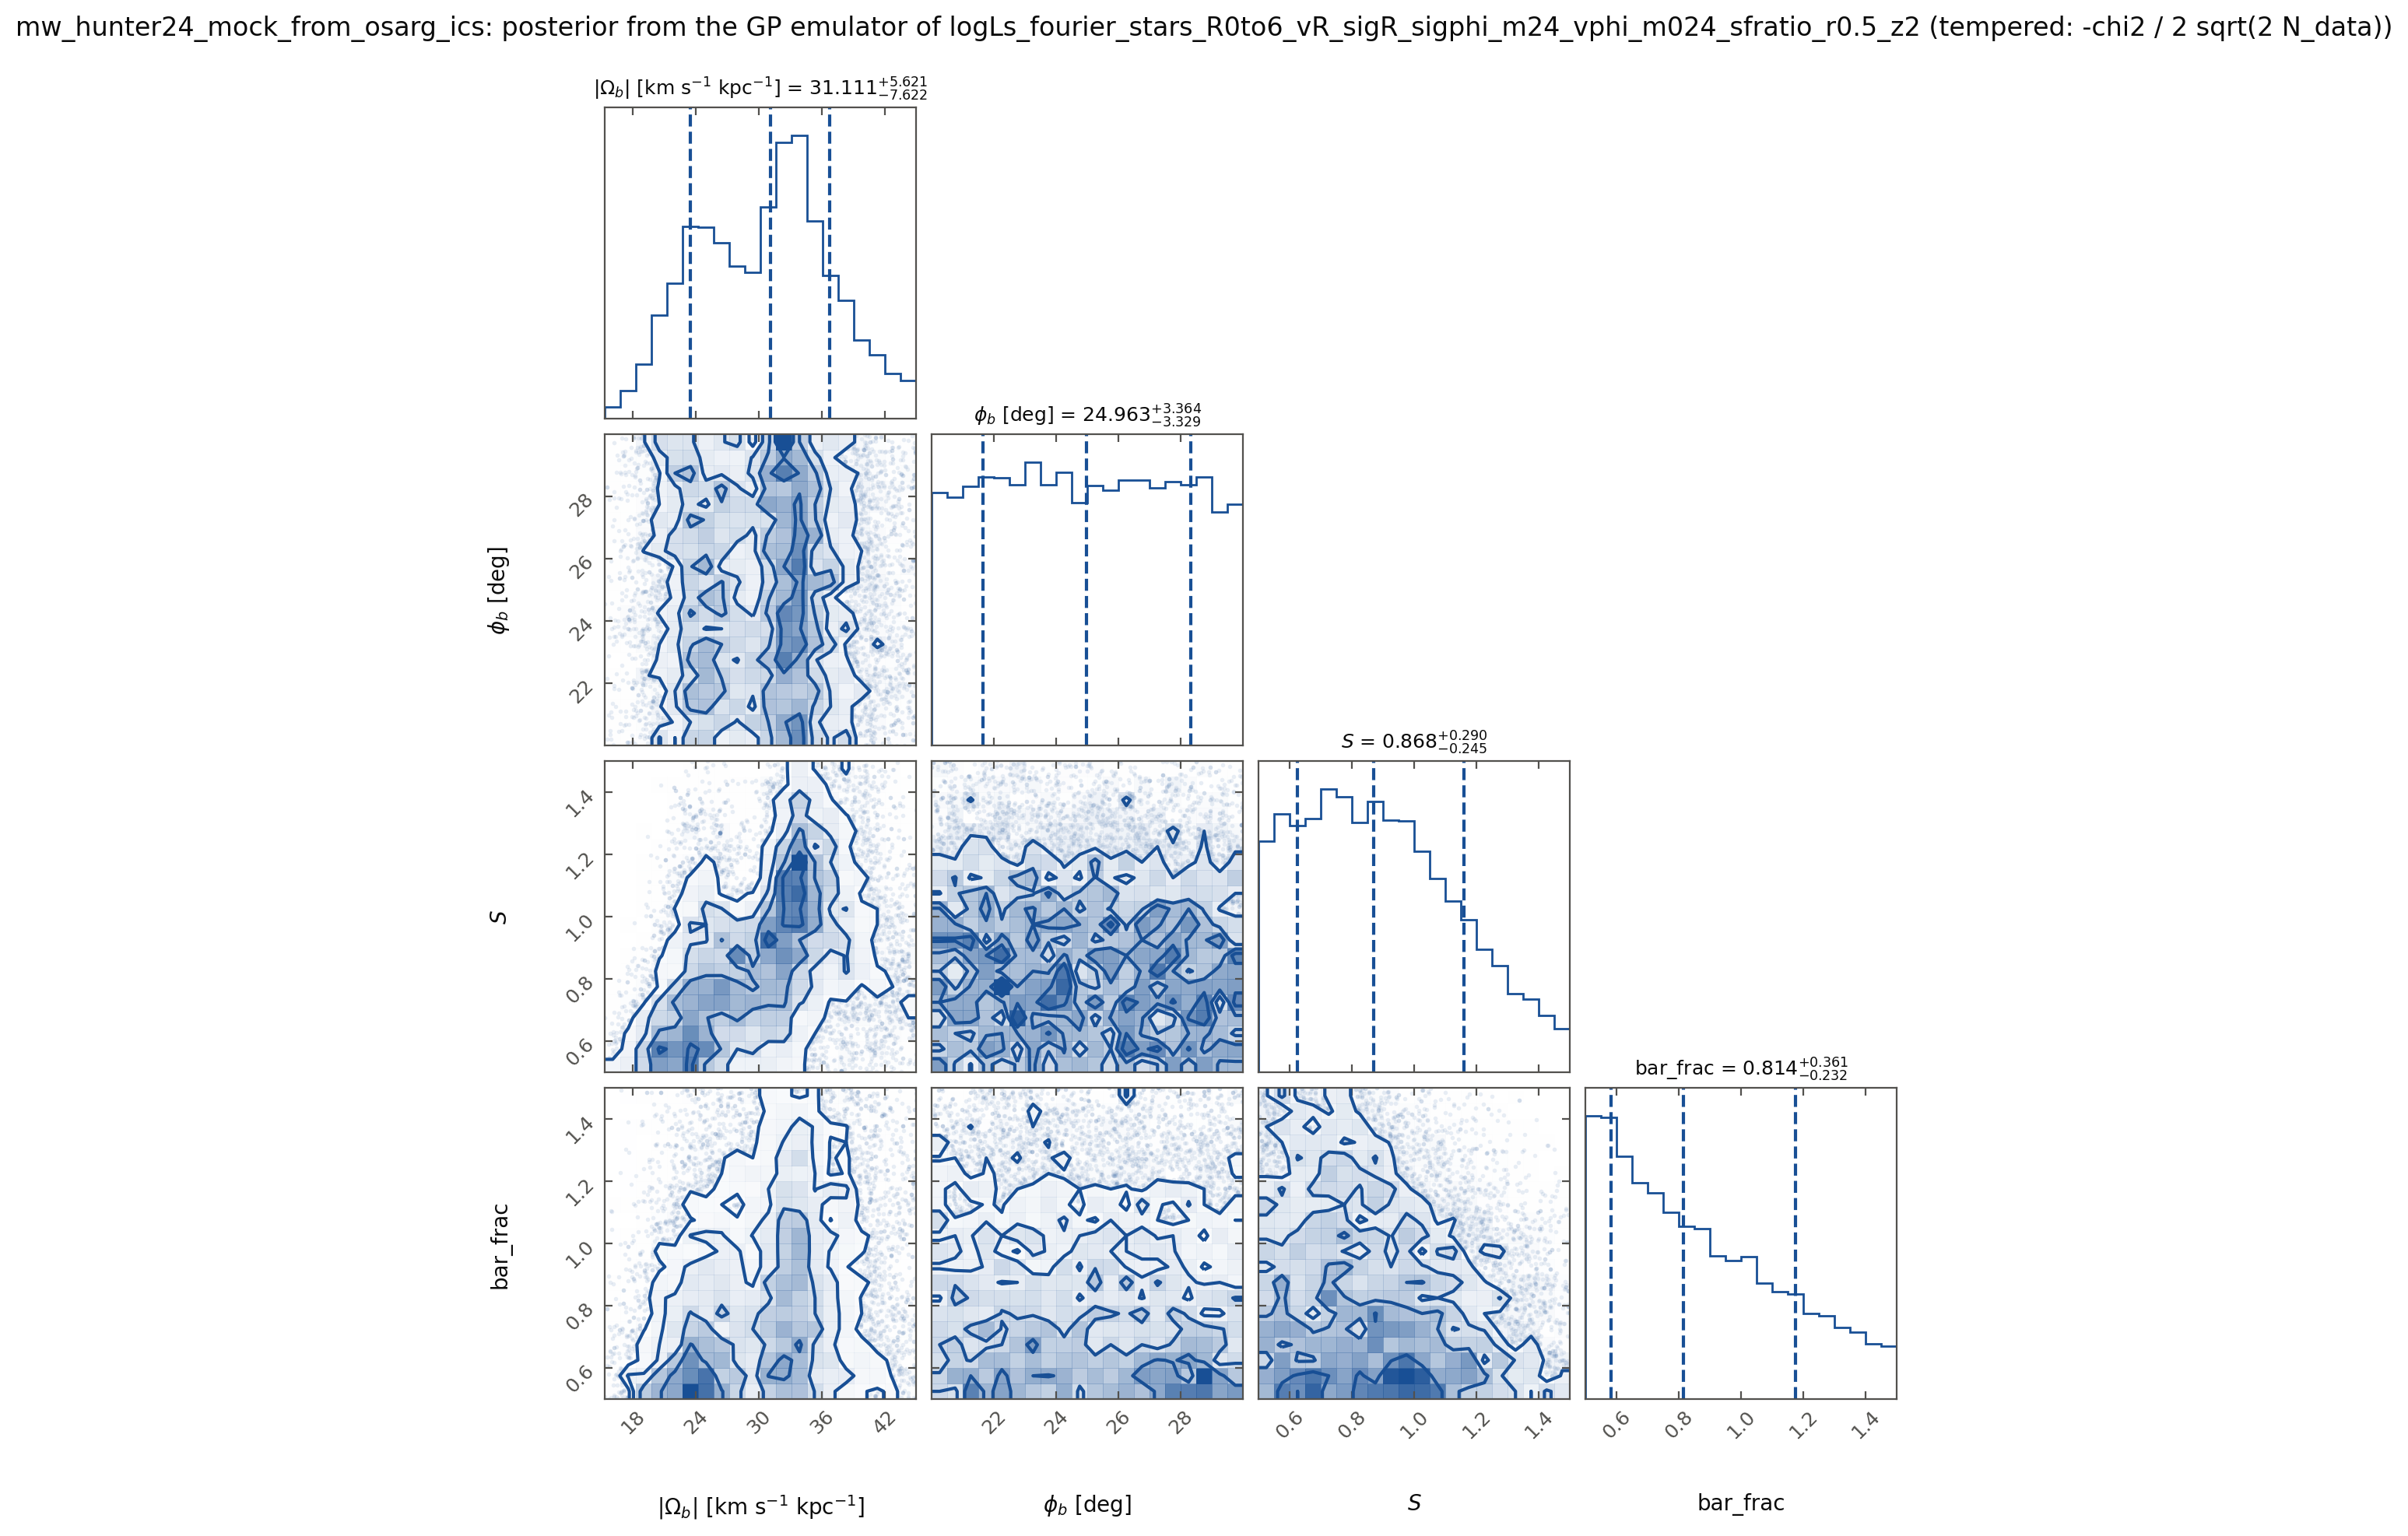 mw_hunter24_mock_from_osarg_ics: posterior from the GP emulator of logLs_fourier_stars_R0to6_vR_sigR_sigphi_m24_vphi_m024_sfratio_r0.5_z2 (tempered: -chi2 / 2 sqrt(2 N_data))
|Ω_b| [km s⁻¹ kpc⁻¹] = 31.111^{+5.621}_{−7.622}
ϕ_b [deg] = 24.963^{+3.364}_{−3.329}
28
26
24
22
ϕ_b [deg]
S = 0.868^{+0.290}_{−0.245}
1.4
1.2
1.0
0.8
0.6
S
bar_frac = 0.814^{+0.361}_{−0.232}
1.4
1.2
1.0
0.8
0.6
bar_frac
18 24 30 36 42
22 24 26 28
0.6 0.8 1.0 1.2 1.4
0.6 0.8 1.0 1.2 1.4
|Ω_b| [km s⁻¹ kpc⁻¹]
ϕ_b [deg]
S
bar_frac